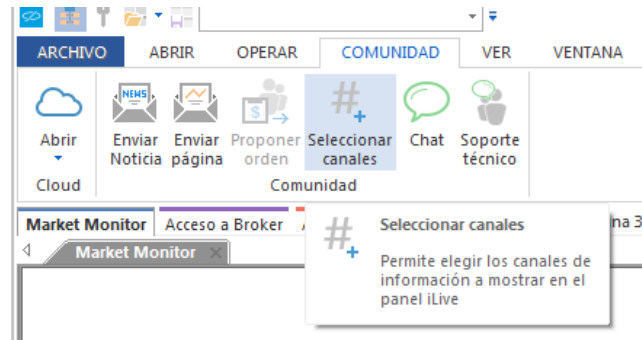 ARCHIVO ABRIR OPERAR COMUNIDAD VER VENTANA
NEWS
Abrir Enviar Noticia Enviar página Proponer orden Seleccionar canales Chat Soporte técnico
Cloud Comunidad
Market Monitor Acceso a Broker na 3
Market Monitor
Seleccionar canales
Permite elegir los canales de
información a mostrar en el
panel iLive